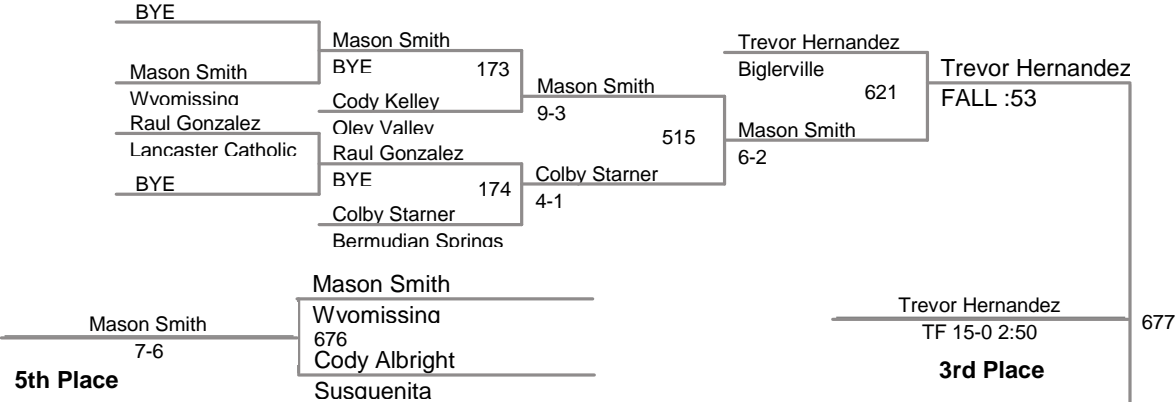 BYE
Mason Smith
Wyomissing
Raul Gonzalez
Lancaster Catholic
BYE
Mason Smith
BYE
173
Cody Kelley
Oley Valley
Raul Gonzalez
BYE
174
Colby Starner
Bermudian Springs
Mason Smith
9-3
515
Colby Starner
4-1
Trevor Hernandez
Biglerville
621
Mason Smith
6-2
Trevor Hernandez
FALL :53
Mason Smith
7-6
5th Place
Mason Smith
Wyomissing
676
Cody Albright
Susquenita
Trevor Hernandez
TF 15-0 2:50
3rd Place
677